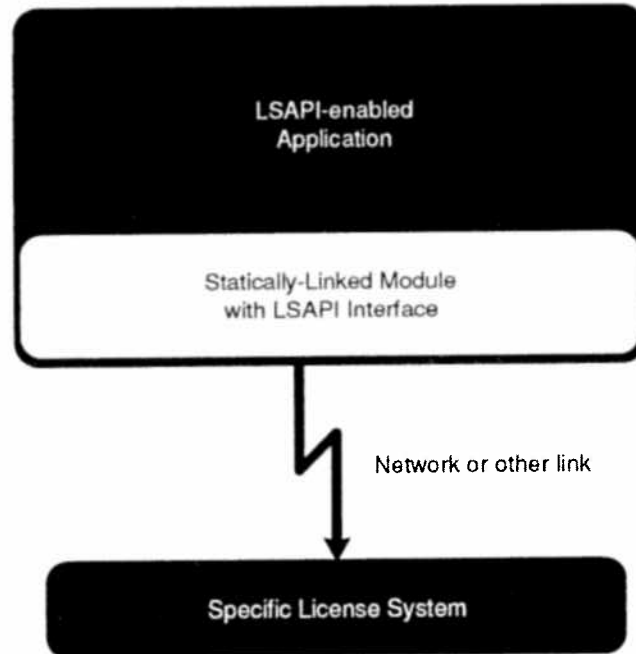 LSAPI-enabled
Application
Statically-Linked Module
with LSAPI Interface
Network or other link
Specific License System